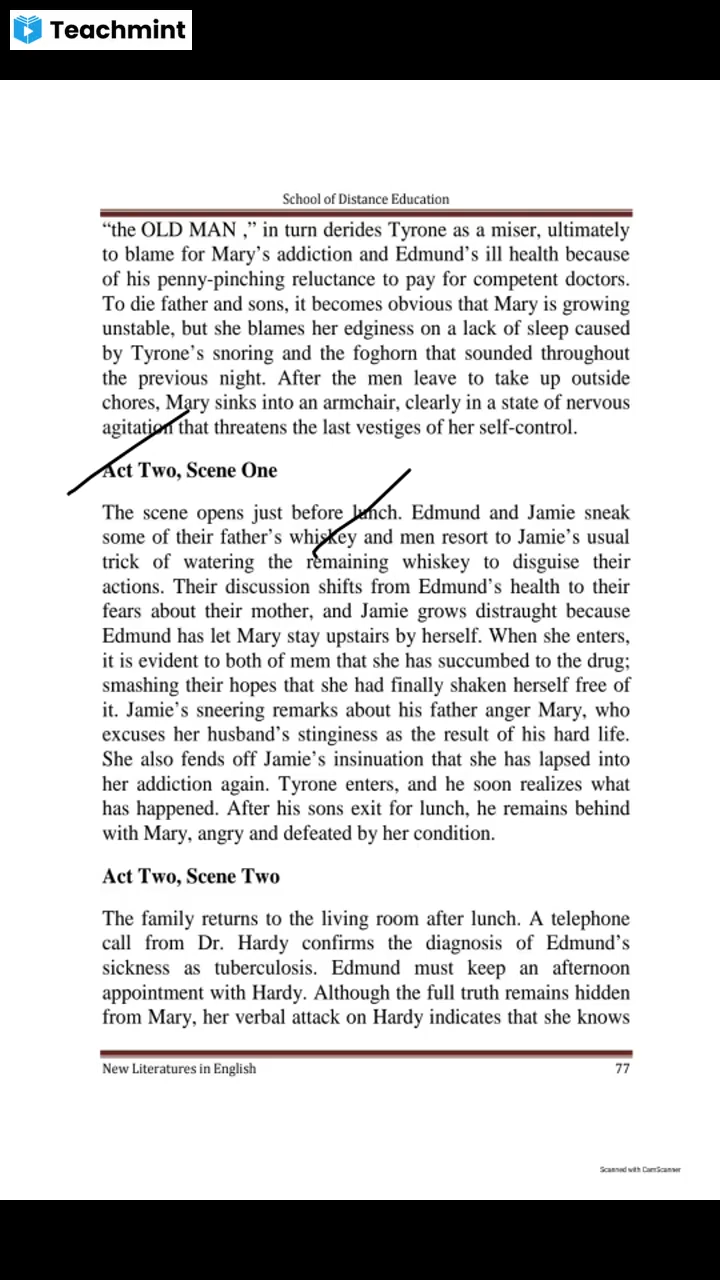 Teachmint
School of Distance Education
“the OLD MAN ,” in turn derides Tyrone as a miser, ultimately
to blame for Mary’s addiction and Edmund’s ill health because
of his penny-pinching reluctance to pay for competent doctors.
To die father and sons, it becomes obvious that Mary is growing
unstable, but she blames her edginess on a lack of sleep caused
by Tyrone’s snoring and the foghorn that sounded throughout
the previous night. After the men leave to take up outside
chores, Mary sinks into an armchair, clearly in a state of nervous
agitation that threatens the last vestiges of her self-control.
Act Two, Scene One
The scene opens just before lunch. Edmund and Jamie sneak
some of their father’s whiskey and men resort to Jamie’s usual
trick of watering the remaining whiskey to disguise their
actions. Their discussion shifts from Edmund’s health to their
fears about their mother, and Jamie grows distraught because
Edmund has let Mary stay upstairs by herself. When she enters,
it is evident to both of mem that she has succumbed to the drug;
smashing their hopes that she had finally shaken herself free of
it. Jamie’s sneering remarks about his father anger Mary, who
excuses her husband’s stinginess as the result of his hard life.
She also fends off Jamie’s insinuation that she has lapsed into
her addiction again. Tyrone enters, and he soon realizes what
has happened. After his sons exit for lunch, he remains behind
with Mary, angry and defeated by her condition.
Act Two, Scene Two
The family returns to the living room after lunch. A telephone
call from Dr. Hardy confirms the diagnosis of Edmund’s
sickness as tuberculosis. Edmund must keep an afternoon
appointment with Hardy. Although the full truth remains hidden
from Mary, her verbal attack on Hardy indicates that she knows
New Literatures in English 77
Scanned with CamScanner